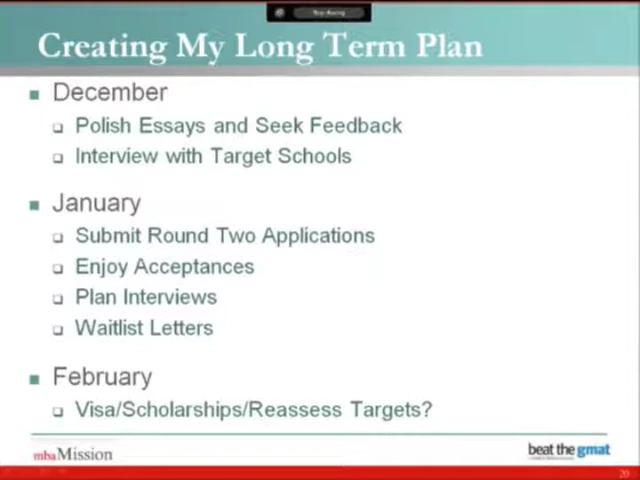 Creating My Long Term Plan
December
Polish Essays and Seek Feedback
Interview with Target Schools
January
Submit Round Two Applications
Enjoy Acceptances
Plan Interviews
Waitlist Letters
February
Visa/Scholarships/Reassess Targets?
mbaMission
beat the gmat
20